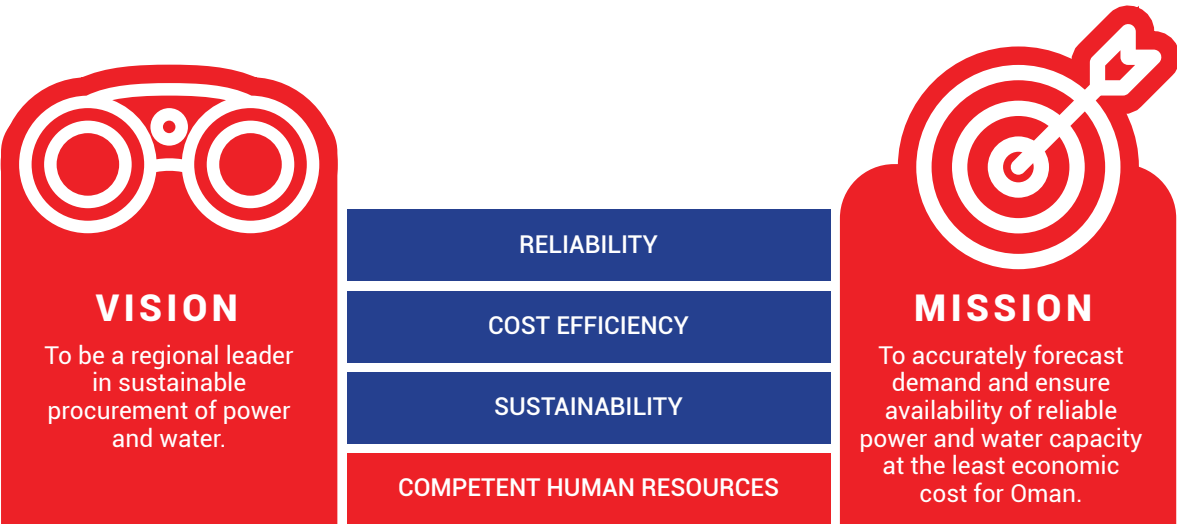 VISION
To be a regional leader
in sustainable
procurement of power
and water.
RELIABILITY
COST EFFICIENCY
SUSTAINABILITY
COMPETENT HUMAN RESOURCES
MISSION
To accurately forecast
demand and ensure
availability of reliable
power and water capacity
at the least economic
cost for Oman.